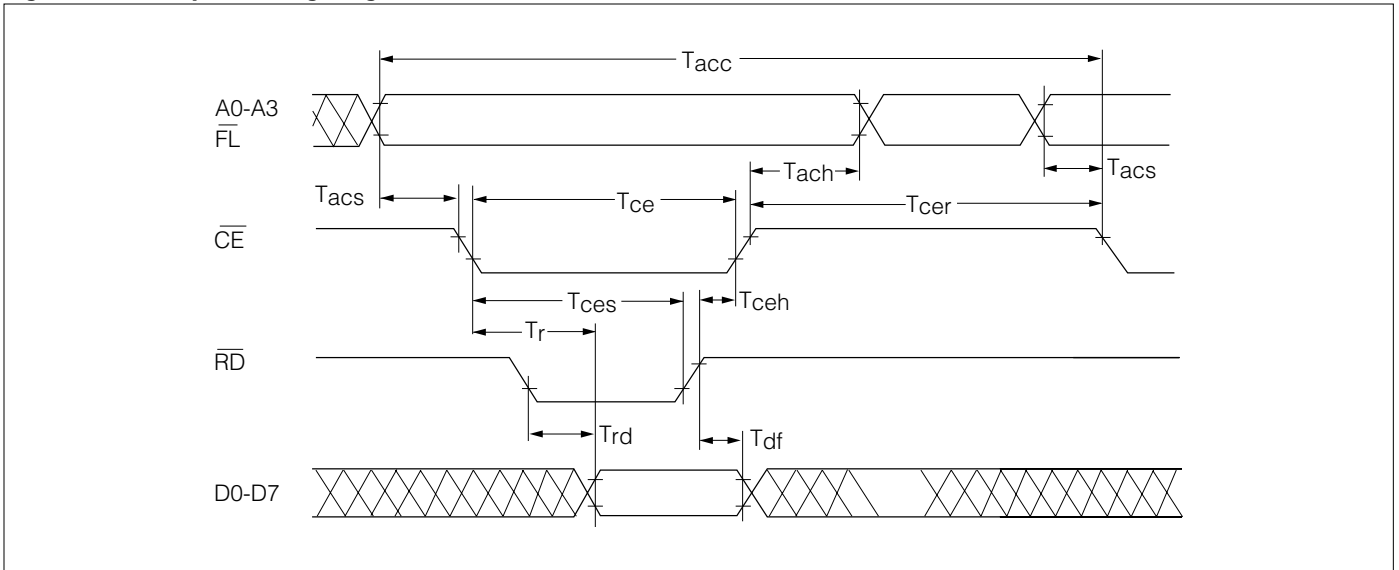 Tacc
A0-A3
FL
Tach
Tacs
Tacs
Tce
Tcer
CE
Tces
Tceh
Tr
RD
Trd
Tdf
D0-D7